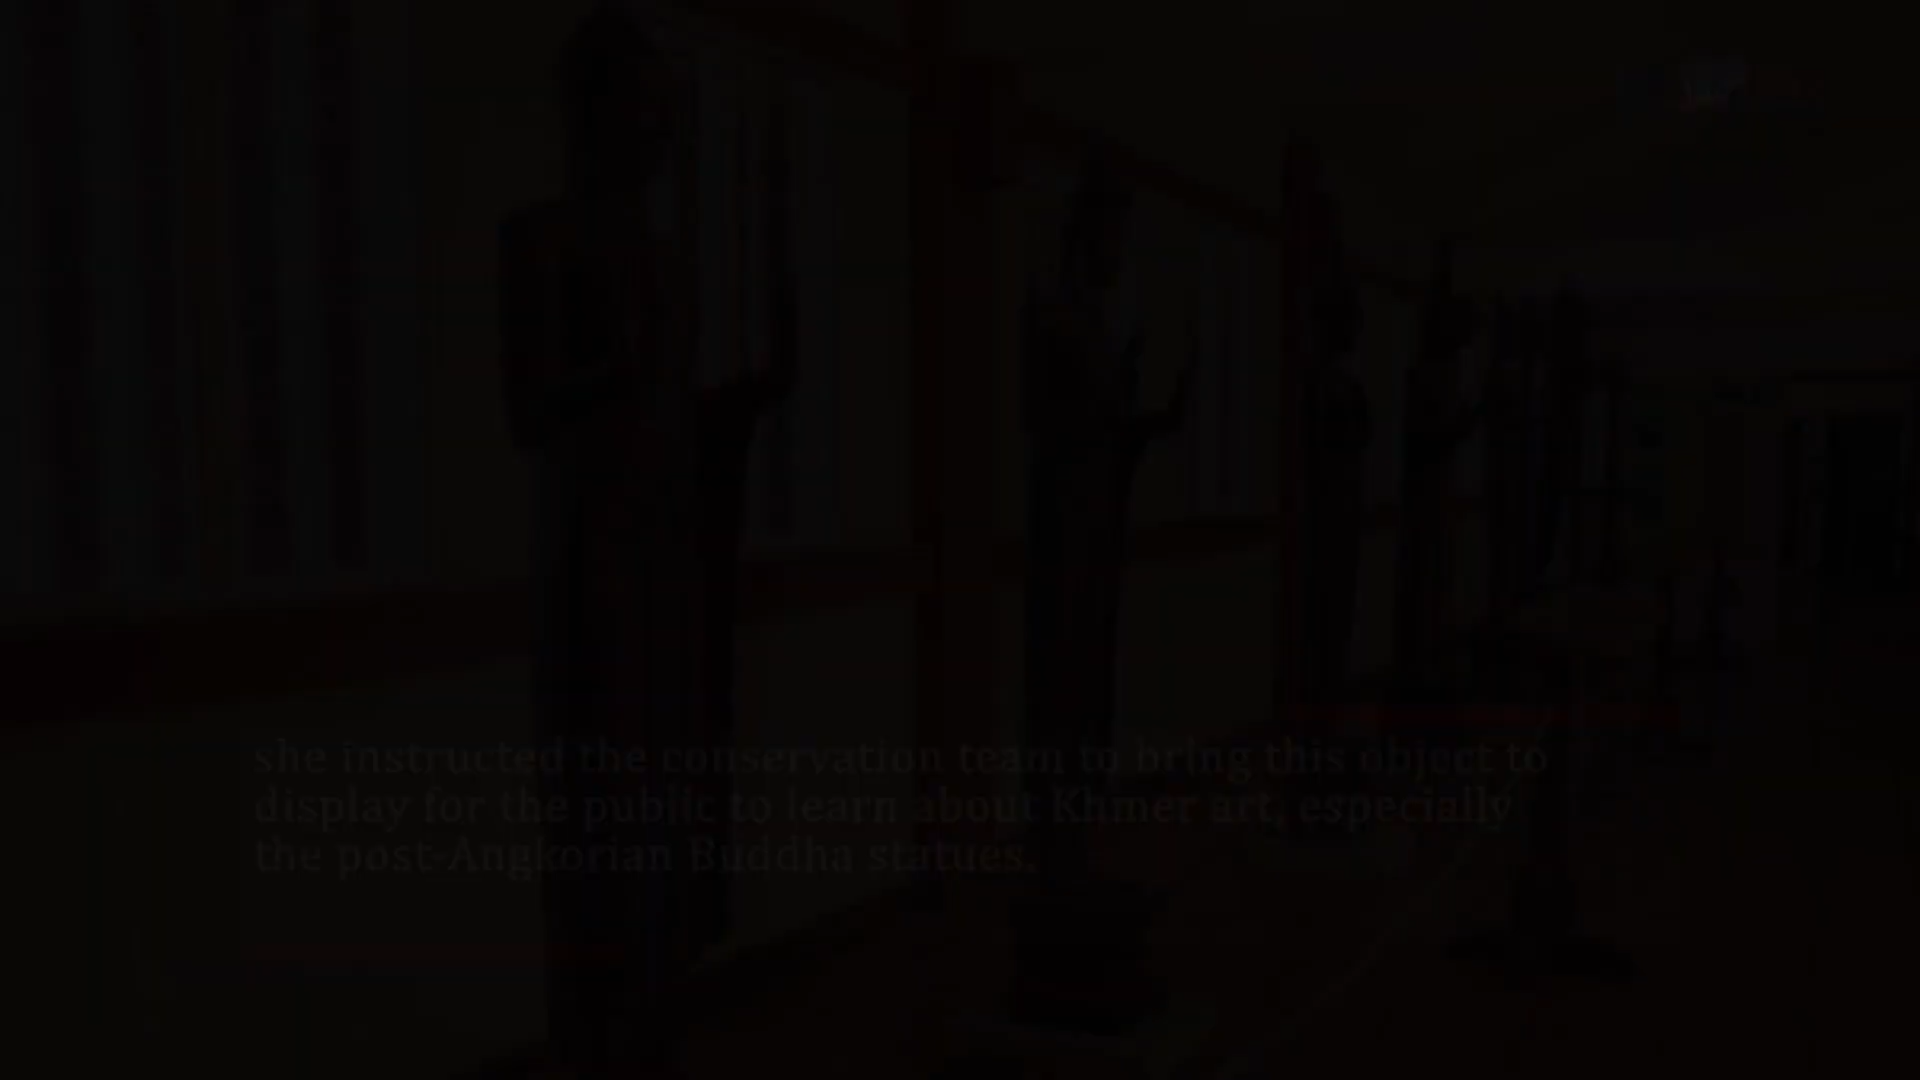 she instructed the conservation team to bring this object to
display for the public to learn about Khmer art, especially
the post-Angkorian Buddha statues.